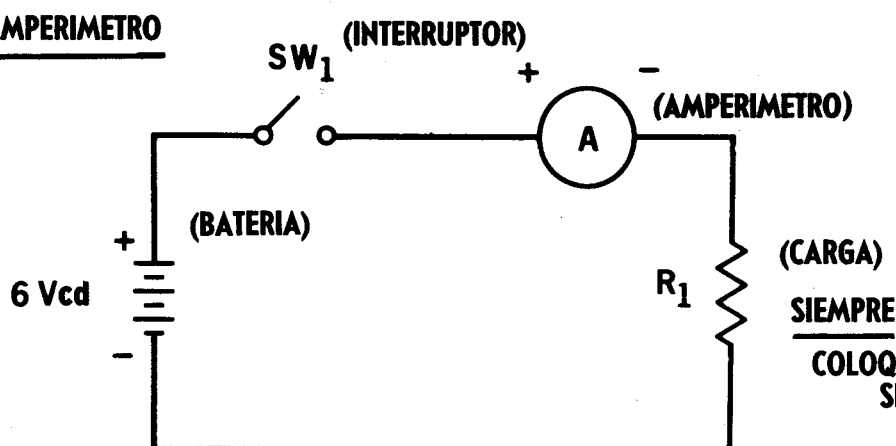 MPERIMETRO
SW1 (INTERRUPTOR)
+ -
(AMPERIMETRO)
A
(BATERIA)
+
6 Vcd
-
(CARGA)
R1
SIEMPRE
COLOQ
S